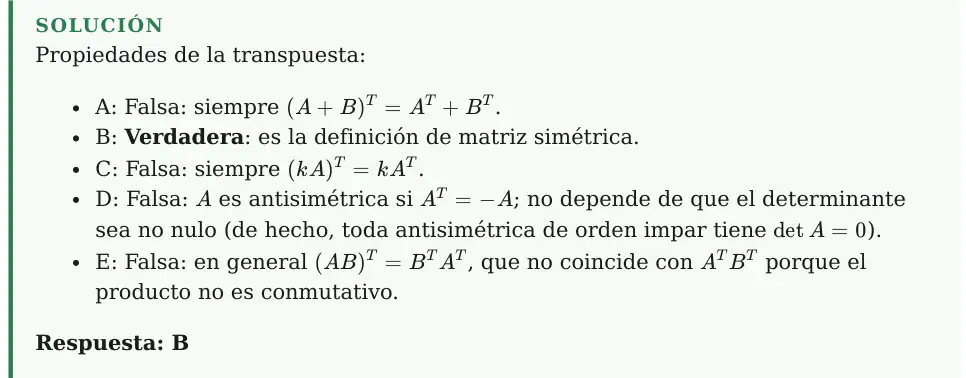 SOLUCIÓN
Propiedades de la transpuesta:
• A: Falsa: siempre $(A + B)^T = A^T + B^T$.
• B: Verdadera: es la definición de matriz simétrica.
• C: Falsa: siempre $(kA)^T = kA^T$.
• D: Falsa: $A$ es antisimétrica si $A^T = -A$; no depende de que el determinante
sea no nulo (de hecho, toda antisimétrica de orden impar tiene $\det A = 0$).
• E: Falsa: en general $(AB)^T = B^T A^T$, que no coincide con $A^T B^T$ porque el
producto no es conmutativo.
Respuesta: B